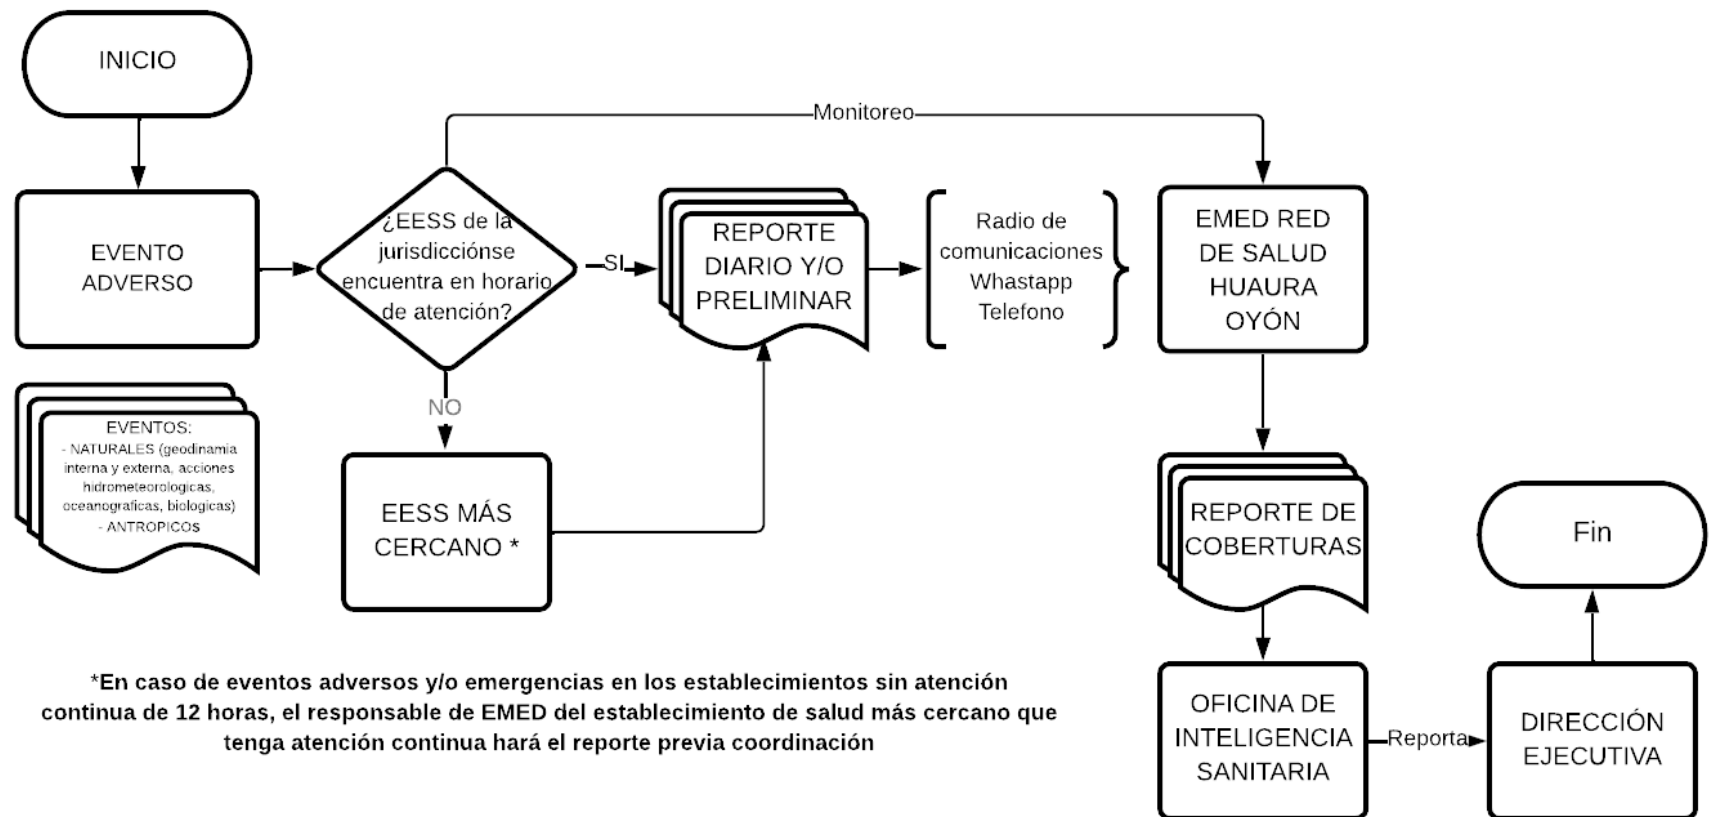 INICIO
EVENTO
ADVERSO
EVENTOS:
- NATURALES (geodinamia
interna y externa, acciones
hidrometeorologicas,
oceanograficas, biologicas)
- ANTROPICOS
¿EESS de la
jurisdicciónse
encuentra en horario
de atención?
SI
NO
EESS MÁS
CERCANO *
Monitoreo
REPORTE
DIARIO Y/O
PRELIMINAR
Radio de
comunicaciones
Whastapp
Telefono
EMED RED
DE SALUD
HUAURA
OYÓN
REPORTE DE
COBERTURAS
OFICINA DE
INTELIGENCIA
SANITARIA
Reporta
DIRECCIÓN
EJECUTIVA
Fin
*En caso de eventos adversos y/o emergencias en los establecimientos sin atención
continua de 12 horas, el responsable de EMED del establecimiento de salud más cercano que
tenga atención continua hará el reporte previa coordinación